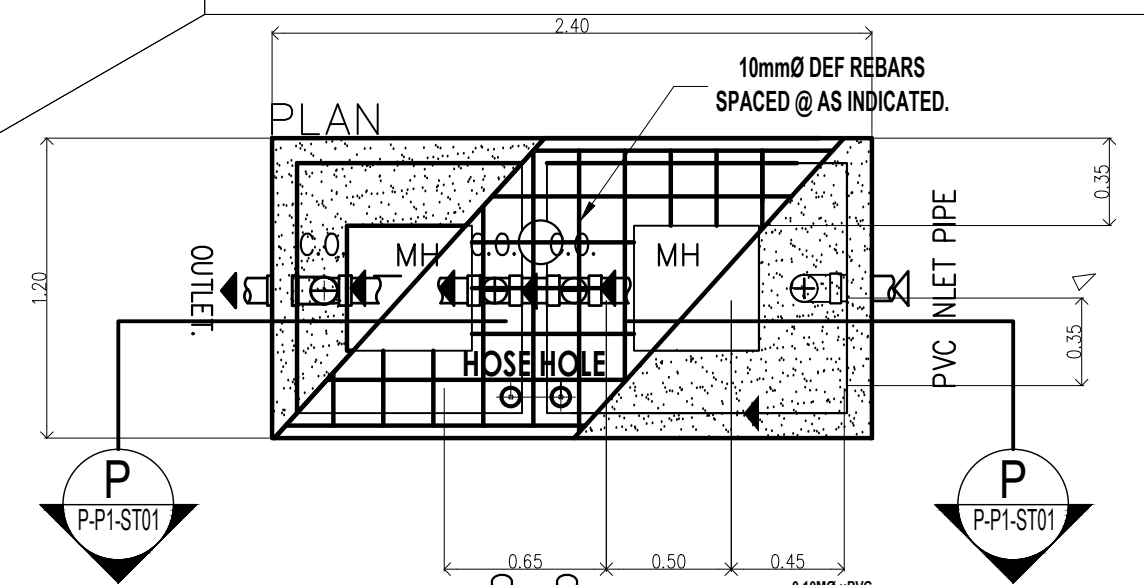 2.40
10mmØ DEF REBARS
SPACED @ AS INDICATED.
PLAN
0.35
1.20
OUTLET.
C.O.
MH
C.O.
C.O.
MH
PVC INLET PIPE
0.35
HOSE HOLE
P
P-P1-ST01
P
P-P1-ST01
0.65
0.50
0.45